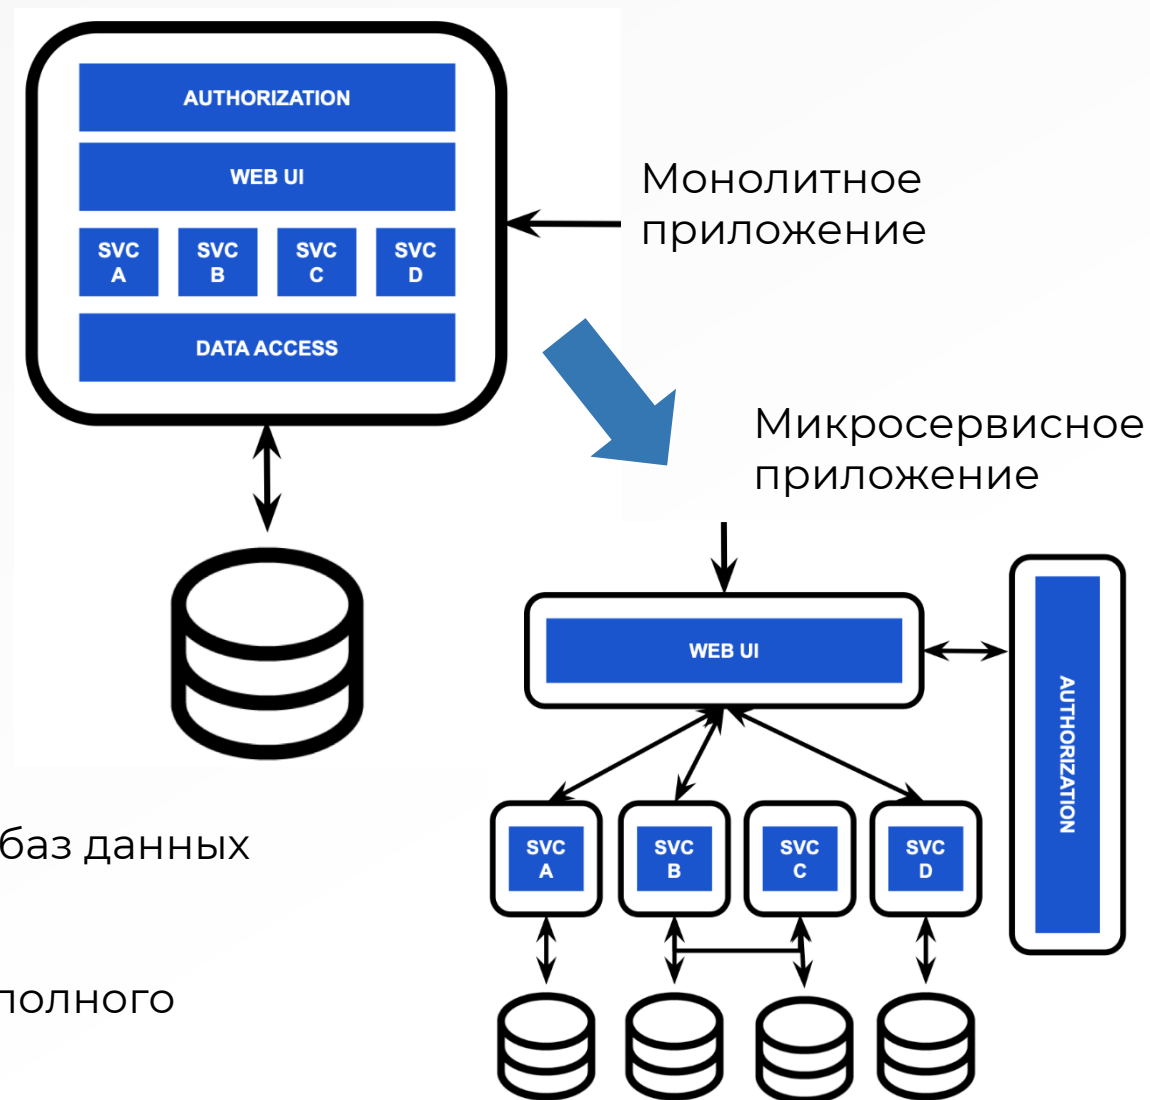 AUTHORIZATION
WEB UI
SVC
A
SVC
B
SVC
C
SVC
D
DATA ACCESS
Монолитное
приложение
Микросервисное
приложение
WEB UI
AUTHORIZATION
SVC
A
SVC
B
SVC
C
SVC
D
баз данных
полного